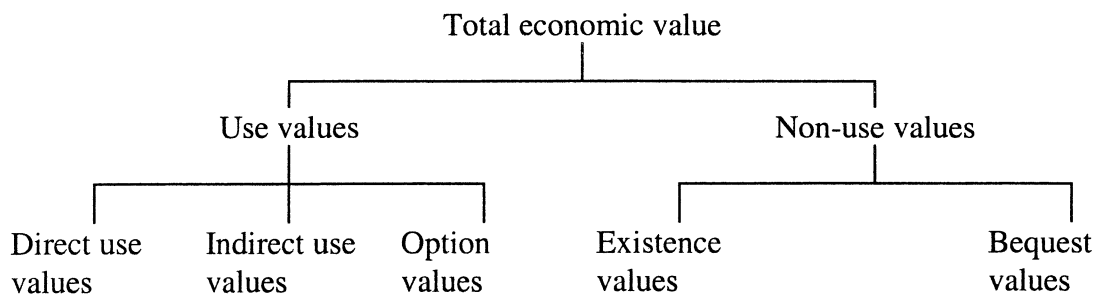 Total economic value
Use values
Non-use values
Direct use
values
Indirect use
values
Option
values
Existence
values
Bequest
values